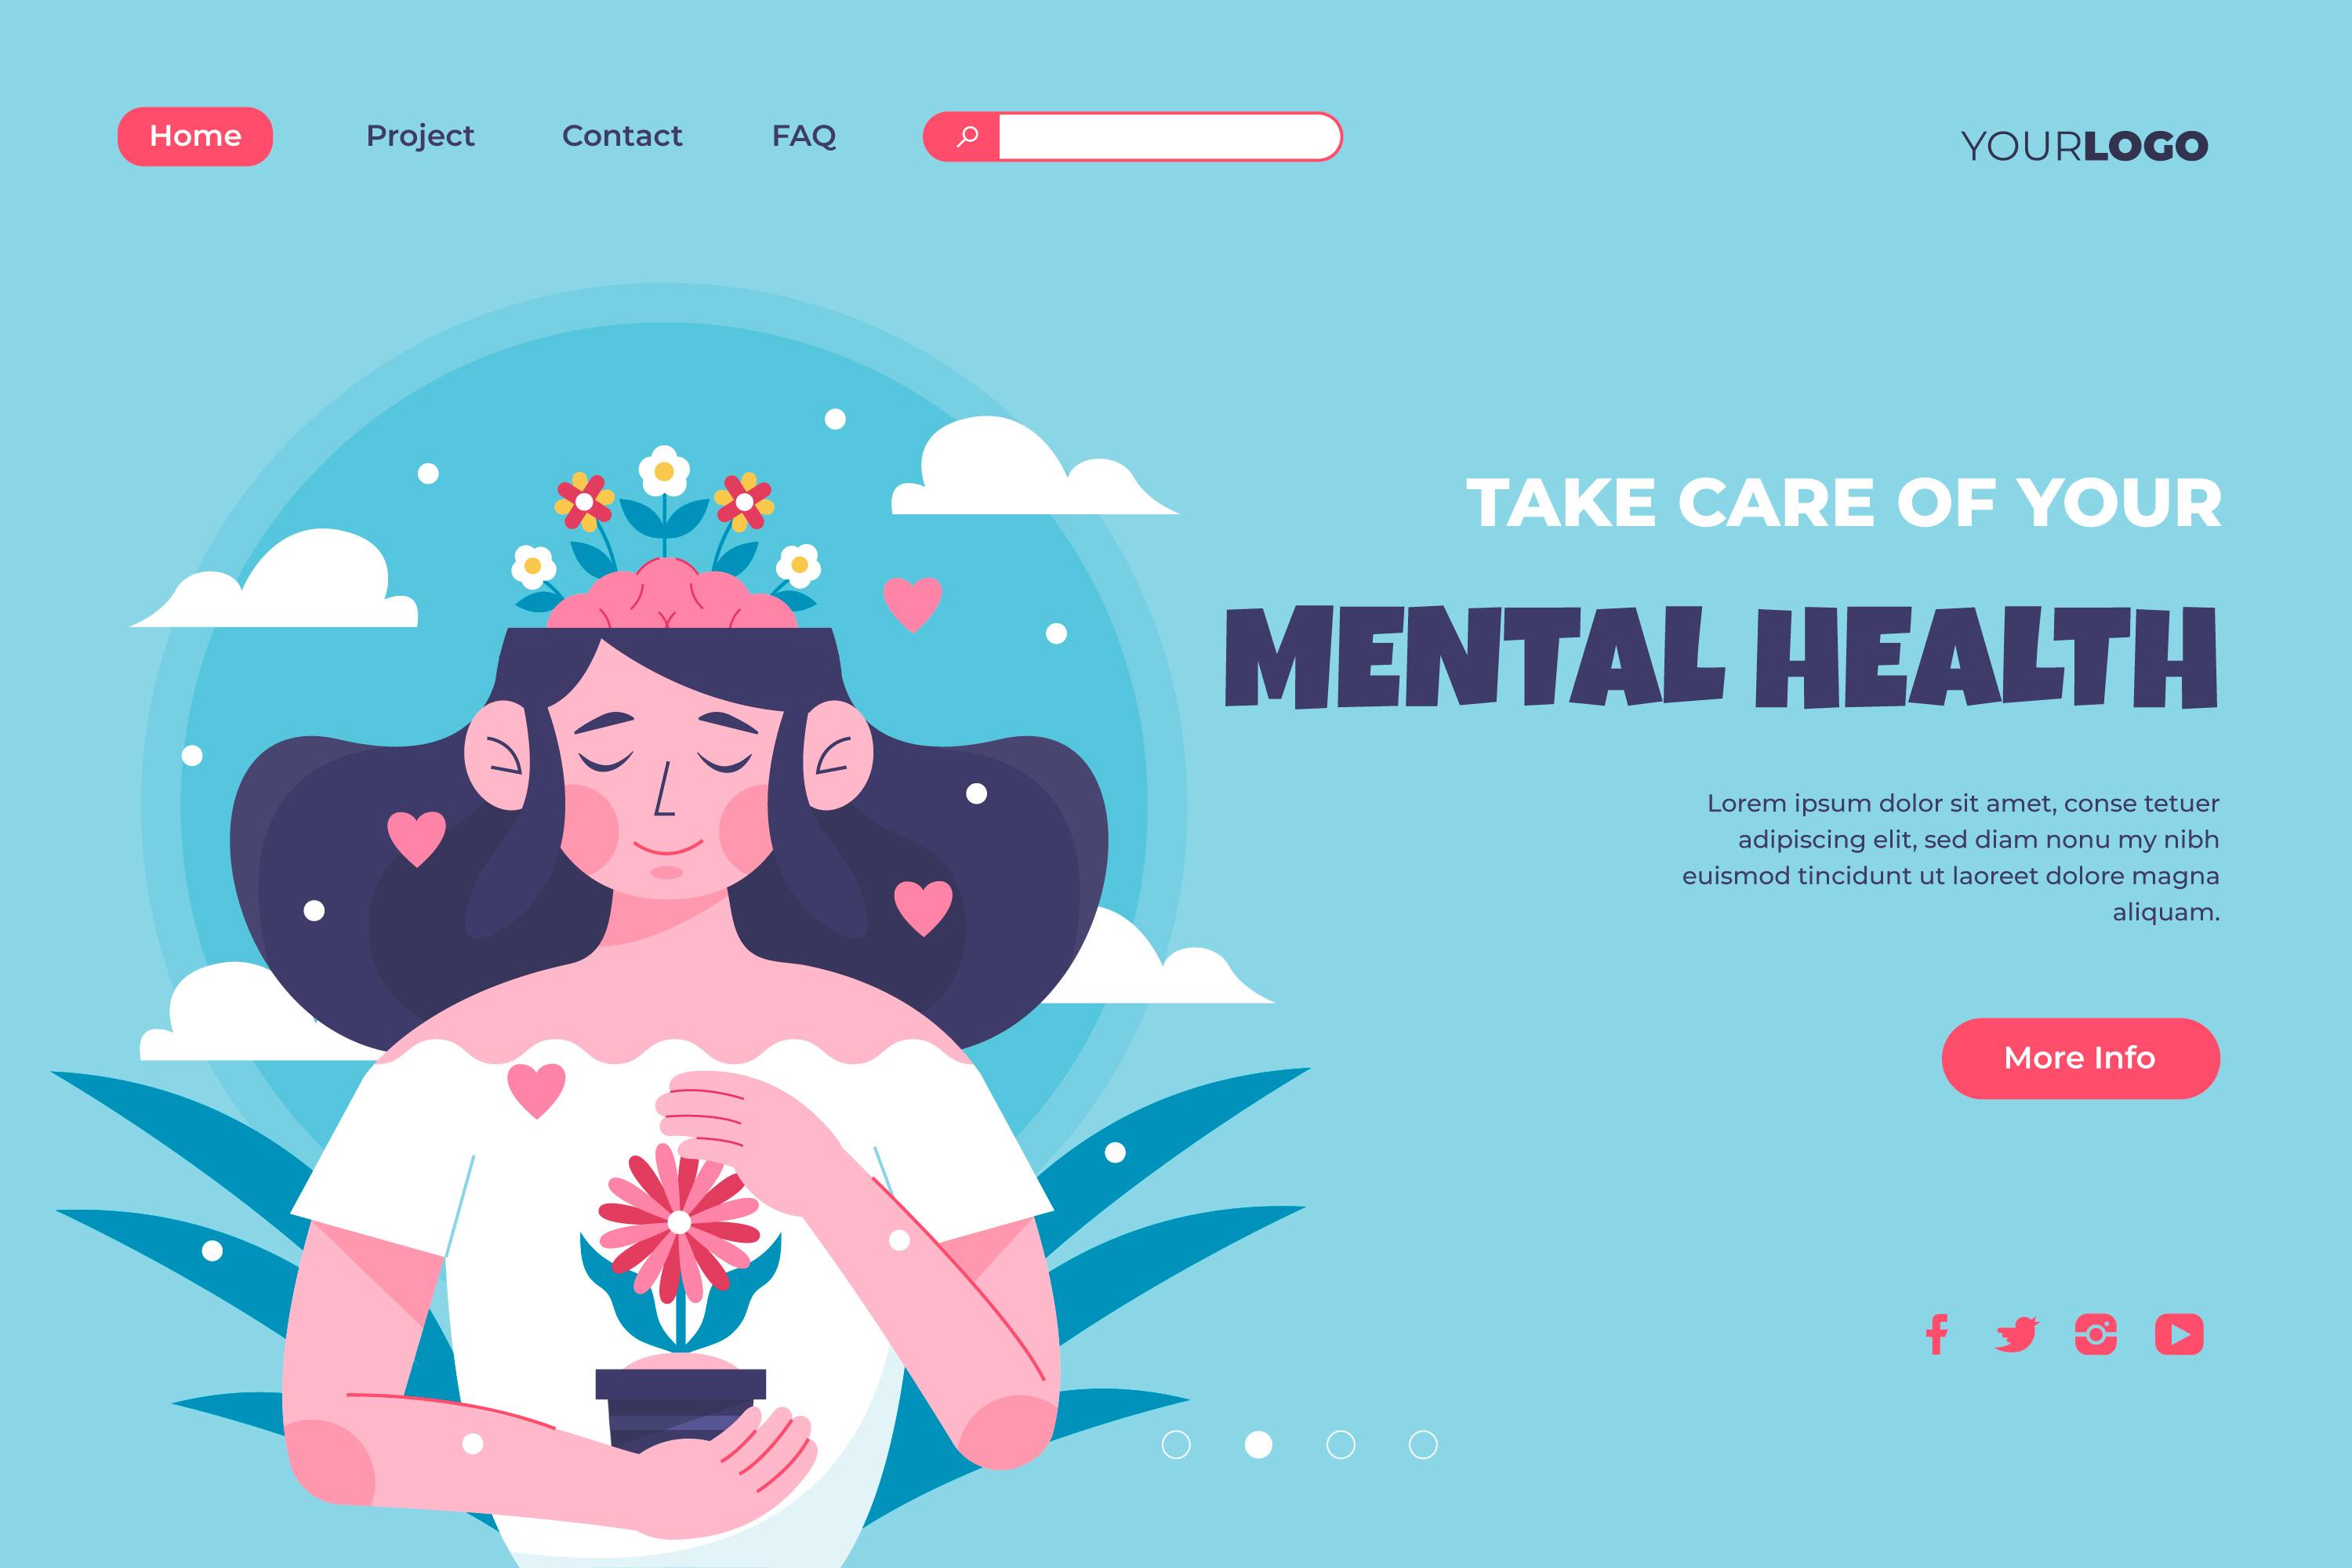 Home Project Contact FAQ
YOURLOGO
TAKE CARE OF YOUR
MENTAL HEALTH
Lorem ipsum dolor sit amet, conse tetuer
adipiscing elit, sed diam nonu my nibh
euismod tincidunt ut laoreet dolore magna
aliquam.
More Info